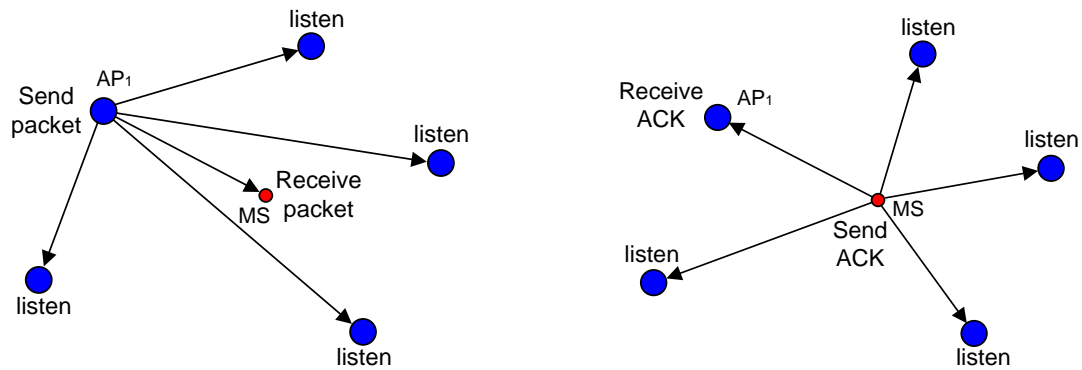 listen
AP1
Send
packet
listen
Receive
packet
MS
listen
listen
listen
Receive
ACK
AP1
listen
MS
Send
ACK
listen
listen